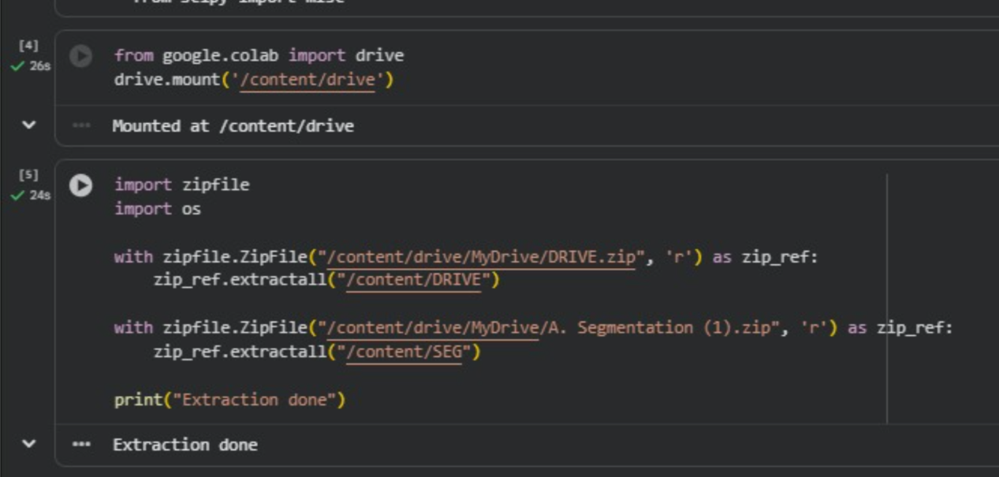 from scipy import misc
[4]
26s
from google.colab import drive
drive.mount('/content/drive')
Mounted at /content/drive
[5]
24s
import zipfile
import os
with zipfile.ZipFile("/content/drive/MyDrive/DRIVE.zip", 'r') as zip_ref:
    zip_ref.extractall("/content/DRIVE")
with zipfile.ZipFile("/content/drive/MyDrive/A. Segmentation (1).zip", 'r') as zip_ref:
    zip_ref.extractall("/content/SEG")
print("Extraction done")
Extraction done